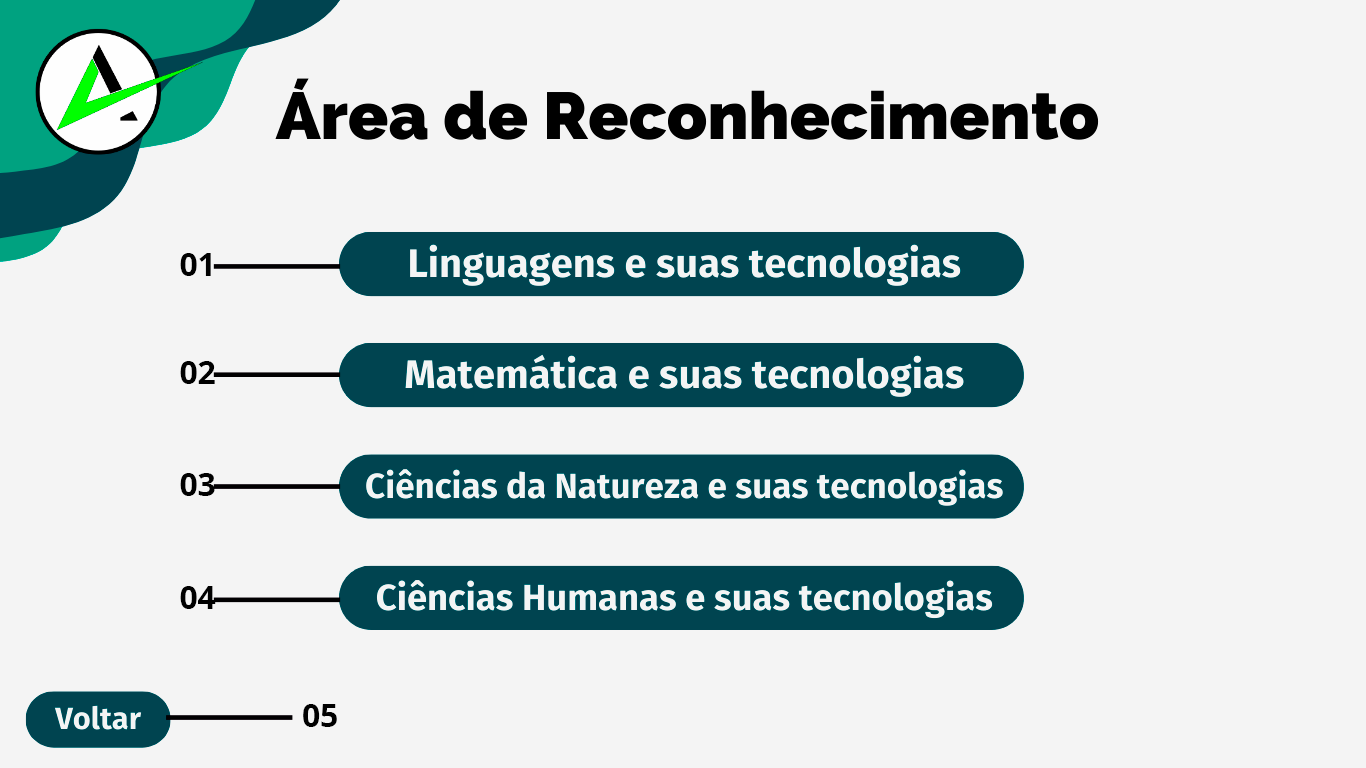 Área de Reconhecimento
01 Linguagens e suas tecnologias
02 Matemática e suas tecnologias
03 Ciências da Natureza e suas tecnologias
04 Ciências Humanas e suas tecnologias
Voltar 05